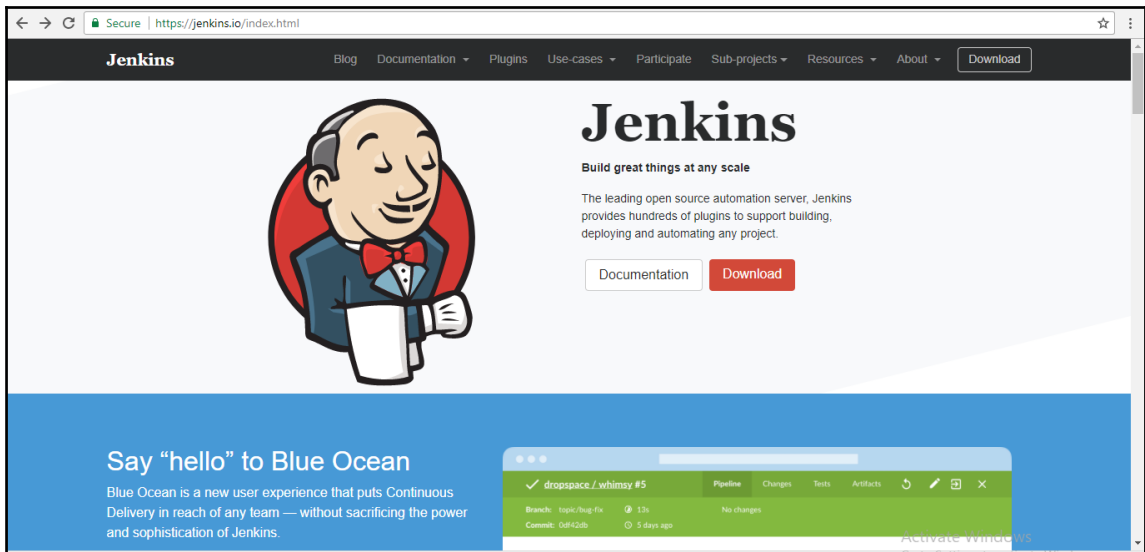 Secure | https://jenkins.io/index.html
Jenkins Blog Documentation Plugins Use-cases Participate Sub-projects Resources About Download
Jenkins
Build great things at any scale
The leading open source automation server, Jenkins
provides hundreds of plugins to support building,
deploying and automating any project.
Documentation Download
Say “hello” to Blue Ocean
Blue Ocean is a new user experience that puts Continuous
Delivery in reach of any team — without sacrificing the power
and sophistication of Jenkins.
dropspace / whimsy #5 Pipeline Changes Tests Artifacts
Branch: topic/bug-fix 13s No changes
Commit: 0df42db 5 days ago
Activate Windows